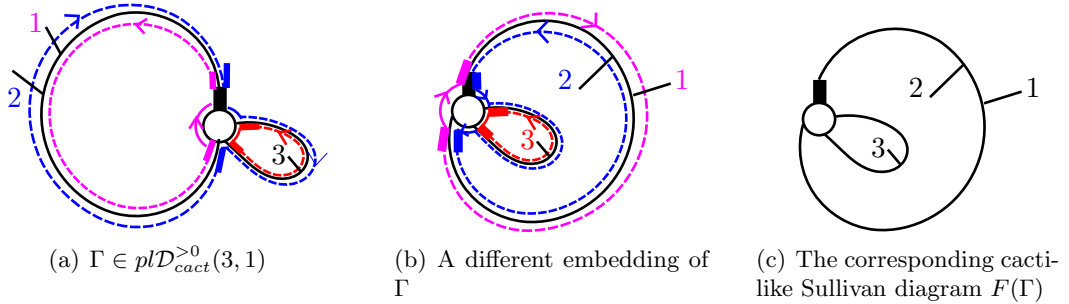 1
2
3
2
1
3
2
1
3
(a) Γ ∈ plD^{>0}_{cact}(3, 1)
(b) A different embedding of
Γ
(c) The corresponding cacti-
like Sullivan diagram F(Γ)